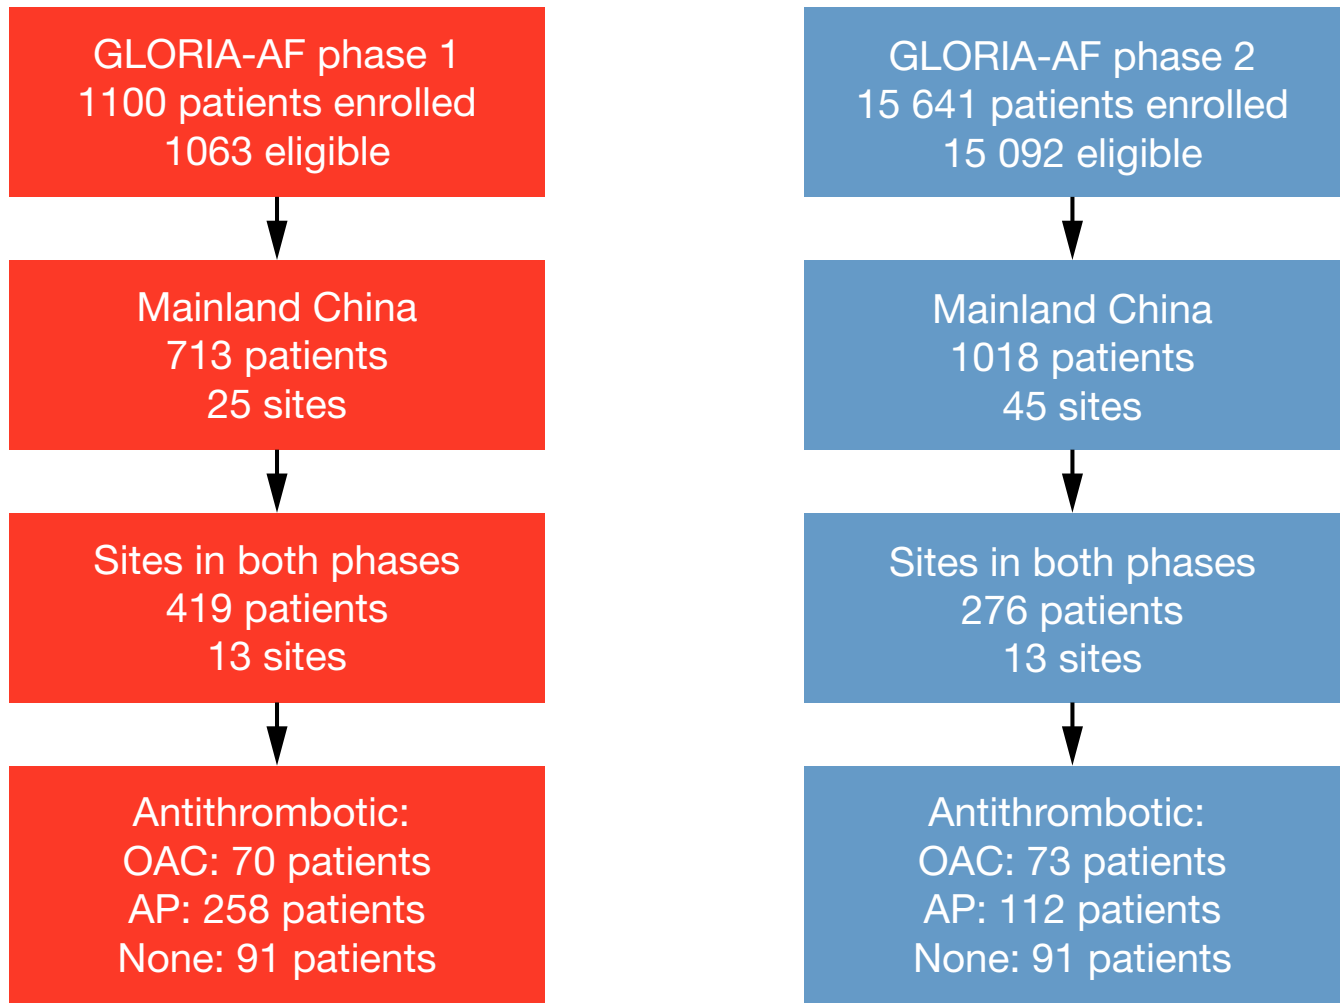 GLORIA-AF phase 1
1100 patients enrolled
1063 eligible
Mainland China
713 patients
25 sites
Sites in both phases
419 patients
13 sites
Antithrombotic:
OAC: 70 patients
AP: 258 patients
None: 91 patients
GLORIA-AF phase 2
15 641 patients enrolled
15 092 eligible
Mainland China
1018 patients
45 sites
Sites in both phases
276 patients
13 sites
Antithrombotic:
OAC: 73 patients
AP: 112 patients
None: 91 patients